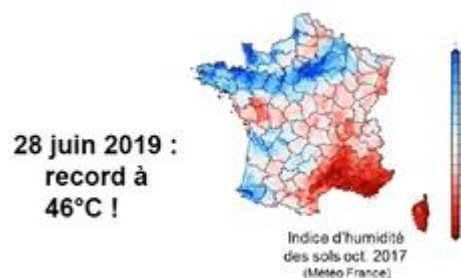 28 juin 2019 :
record à
46°C !
Indice d'humidité
des sols oct. 2017
(Météo France)